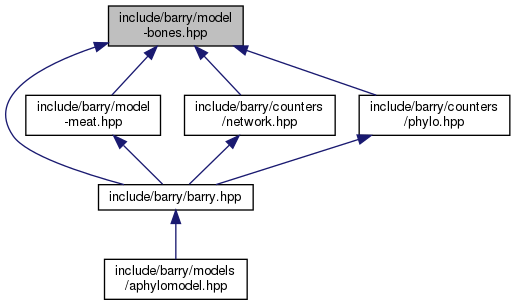 include/barry/model
-bones.hpp
include/barry/model
-meat.hpp
include/barry/counters
/network.hpp
include/barry/counters
/phylo.hpp
include/barry/barry.hpp
include/barry/models
/aphylomodel.hpp